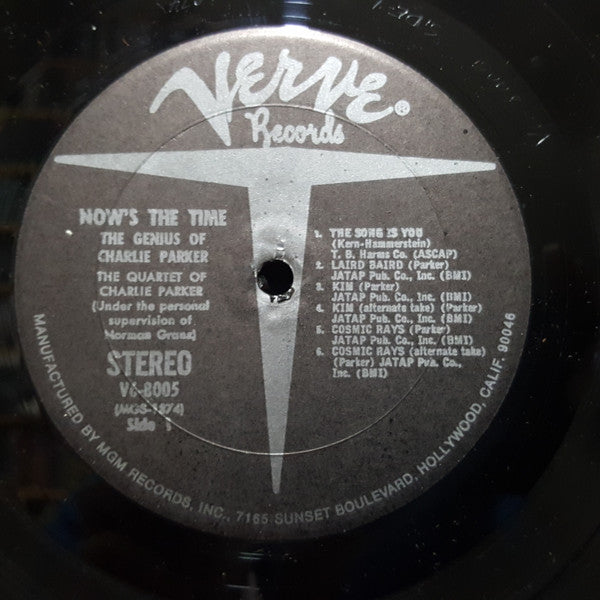 Verve®
Records
NOW'S THE TIME
THE GENIUS OF
CHARLIE PARKER
THE QUARTET OF
CHARLIE PARKER
(Under the personal
supervision of
Norman Granz)
STEREO
V6-8005
(MGS-1874)
Side 1
1. THE SONG IS YOU
(Kern-Hammerstein)
T. B. Harms Co. (ASCAP)
2. LAIRD BAIRD (Parker)
JATAP Pub. Co., Inc. (BMI)
3. KIM (Parker)
JATAP Pub. Co., Inc. (BMI)
4. KIM (alternate take) (Parker)
JATAP Pub. Co., Inc. (BMI)
5. COSMIC RAYS (Parker)
JATAP Pub. Co., Inc. (BMI)
6. COSMIC RAYS (alternate take)
(Parker) JATAP Pub. Co.,
Inc. (BMI)
MANUFACTURED BY MGM RECORDS, INC., 7165 SUNSET BOULEVARD, HOLLYWOOD, CALIF. 90046